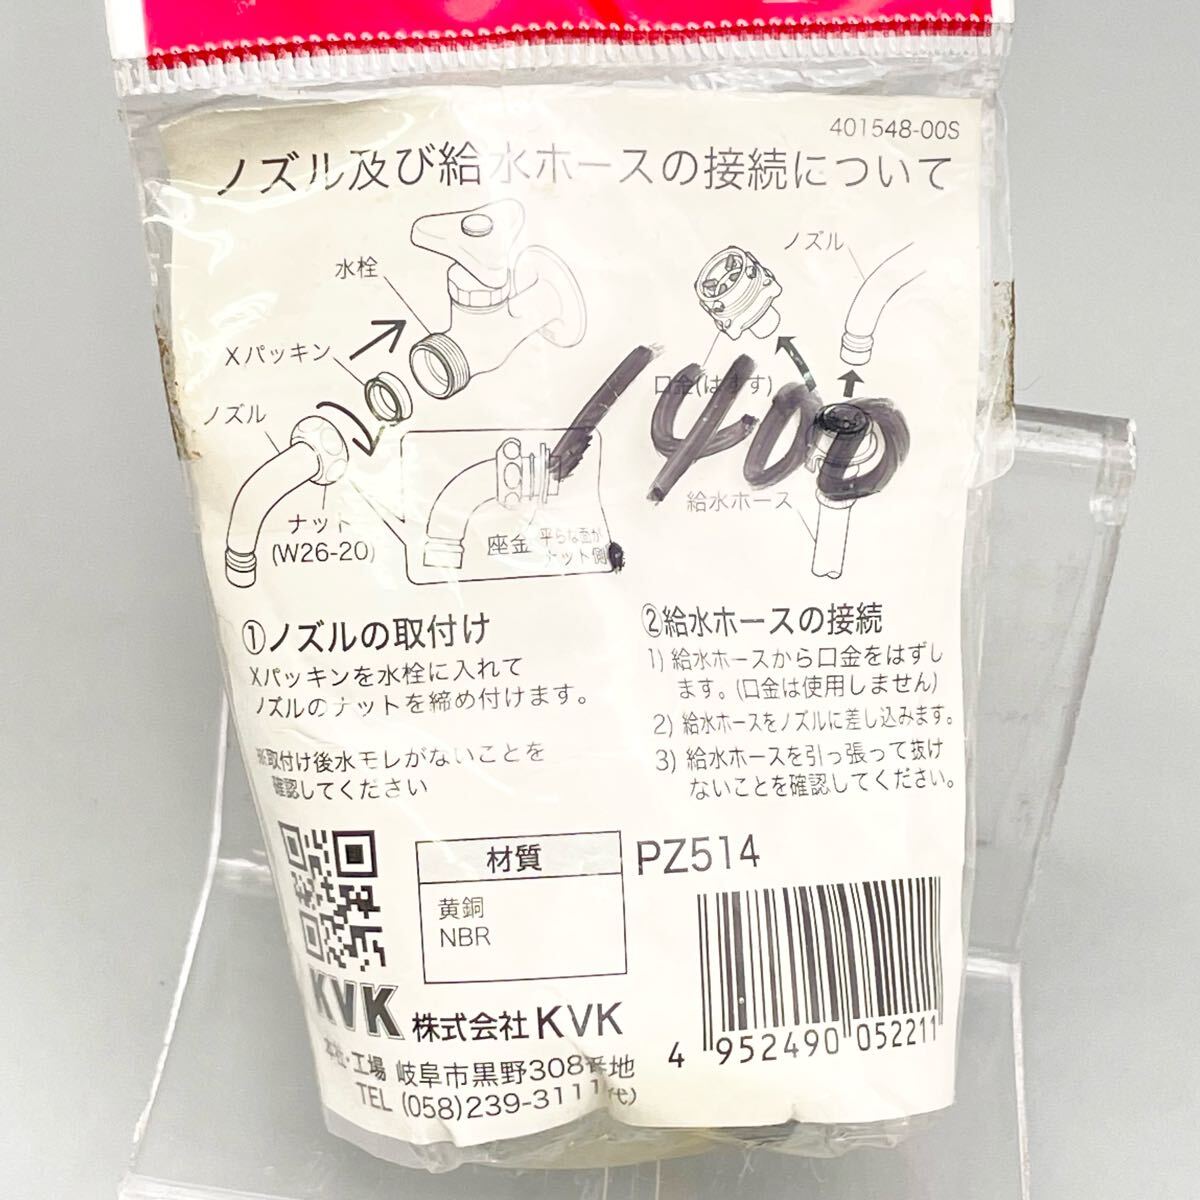 401548-00S
ノズル及び給水ホースの接続について
水栓
Xパッキン
ノズル
ナット
(W26-20)
座金
平らな面が
ナット側
ノズル
口金(はずす)
1400
給水ホース
①ノズルの取付け
Xパッキンを水栓に入れて
ノズルのナットを締め付けます。
※取付け後水モレがないことを
確認してください
②給水ホースの接続
1) 給水ホースから口金をはずし
ます。(口金は使用しません)
2) 給水ホースをノズルに差し込みます。
3) 給水ホースを引っ張って抜け
ないことを確認してください。
材質
黄銅
NBR
PZ514
4 952490 052211
KVK 株式会社KVK
本社・工場 岐阜市黒野308番地
TEL (058)239-3111(代)